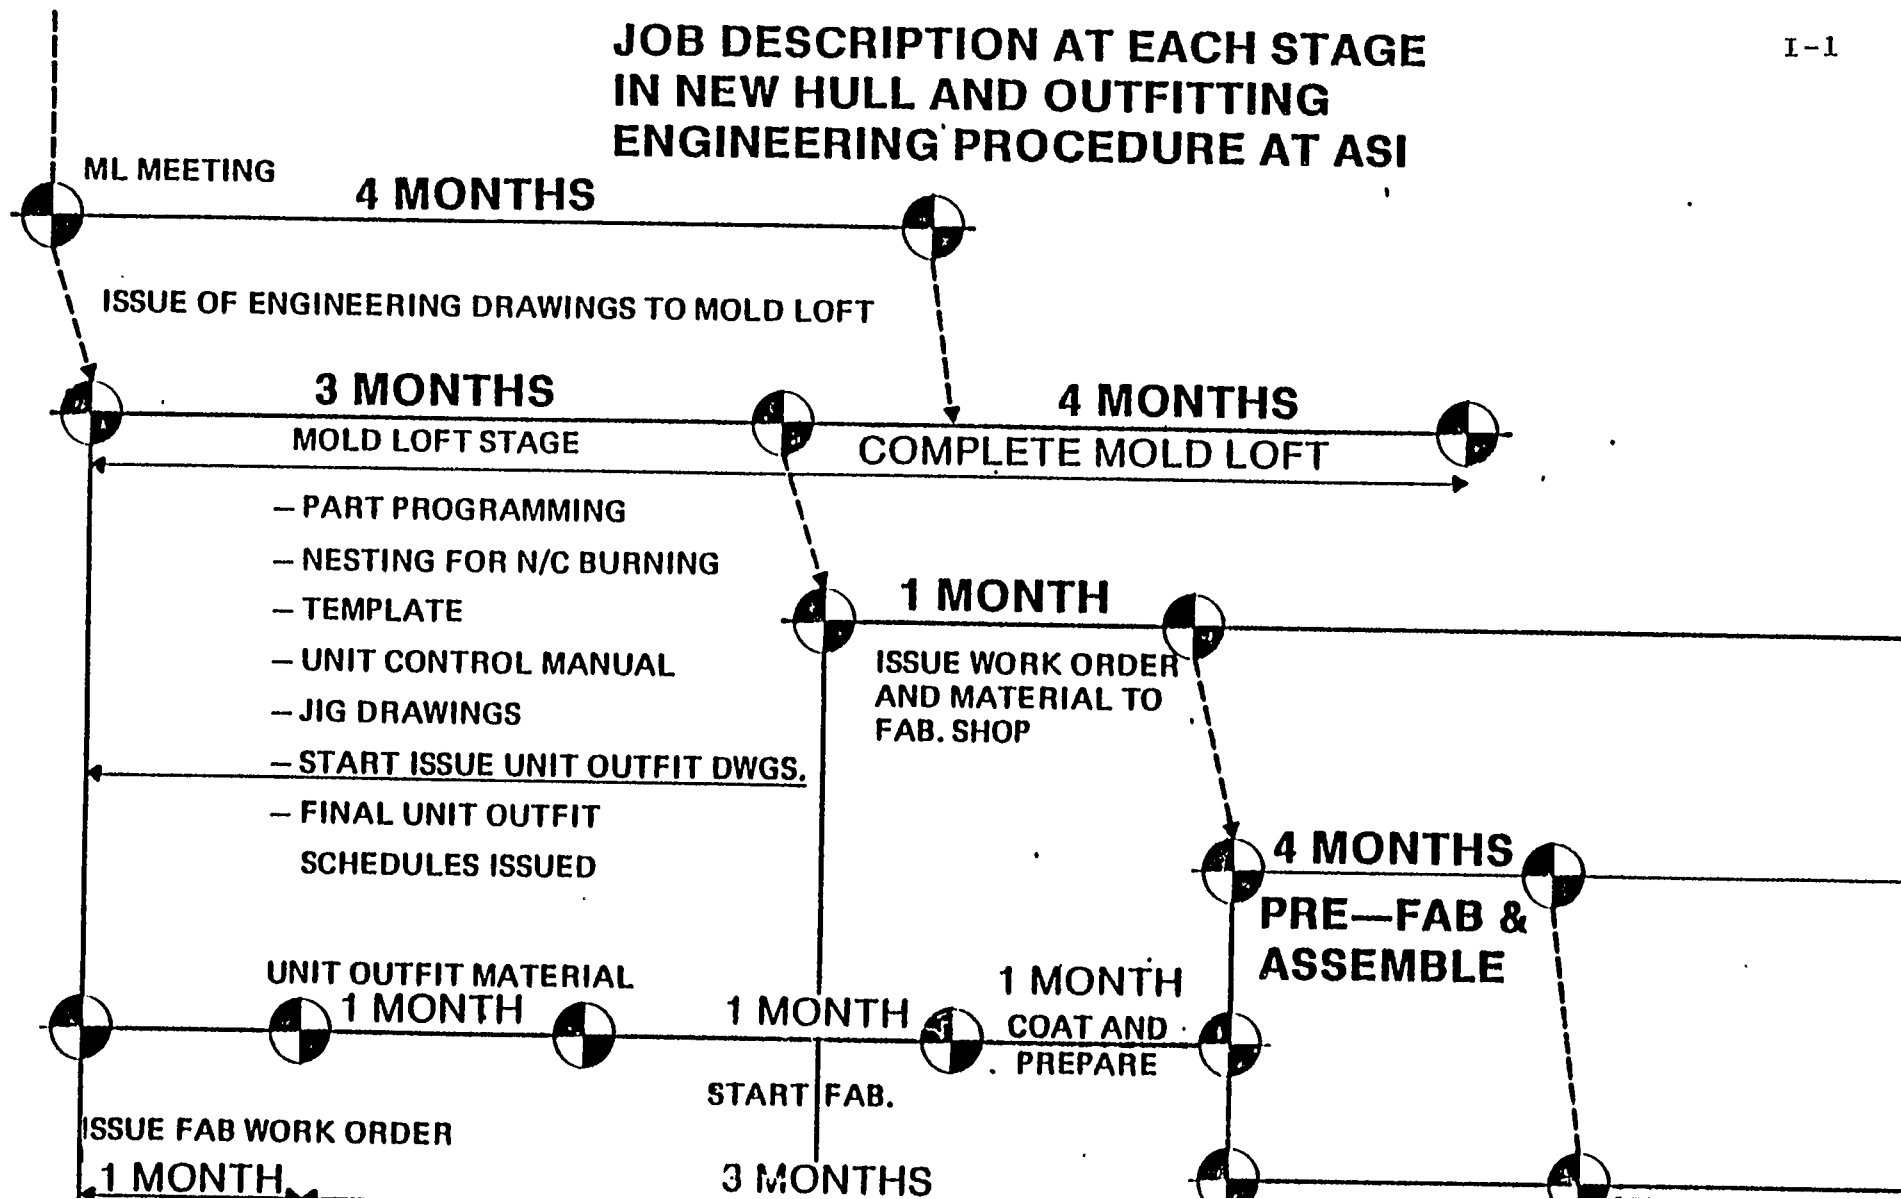 JOB DESCRIPTION AT EACH STAGE
IN NEW HULL AND OUTFITTING
ENGINEERING PROCEDURE AT ASI
I-1
ML MEETING
4 MONTHS
ISSUE OF ENGINEERING DRAWINGS TO MOLD LOFT
3 MONTHS
4 MONTHS
MOLD LOFT STAGE
COMPLETE MOLD LOFT
– PART PROGRAMMING
– NESTING FOR N/C BURNING
– TEMPLATE
– UNIT CONTROL MANUAL
– JIG DRAWINGS
– START ISSUE UNIT OUTFIT DWGS.
– FINAL UNIT OUTFIT
SCHEDULES ISSUED
1 MONTH
ISSUE WORK ORDER
AND MATERIAL TO
FAB. SHOP
4 MONTHS
PRE—FAB &
ASSEMBLE
UNIT OUTFIT MATERIAL
1 MONTH
1 MONTH
1 MONTH
COAT AND
PREPARE
START FAB.
ISSUE FAB WORK ORDER
1 MONTH
3 MONTHS